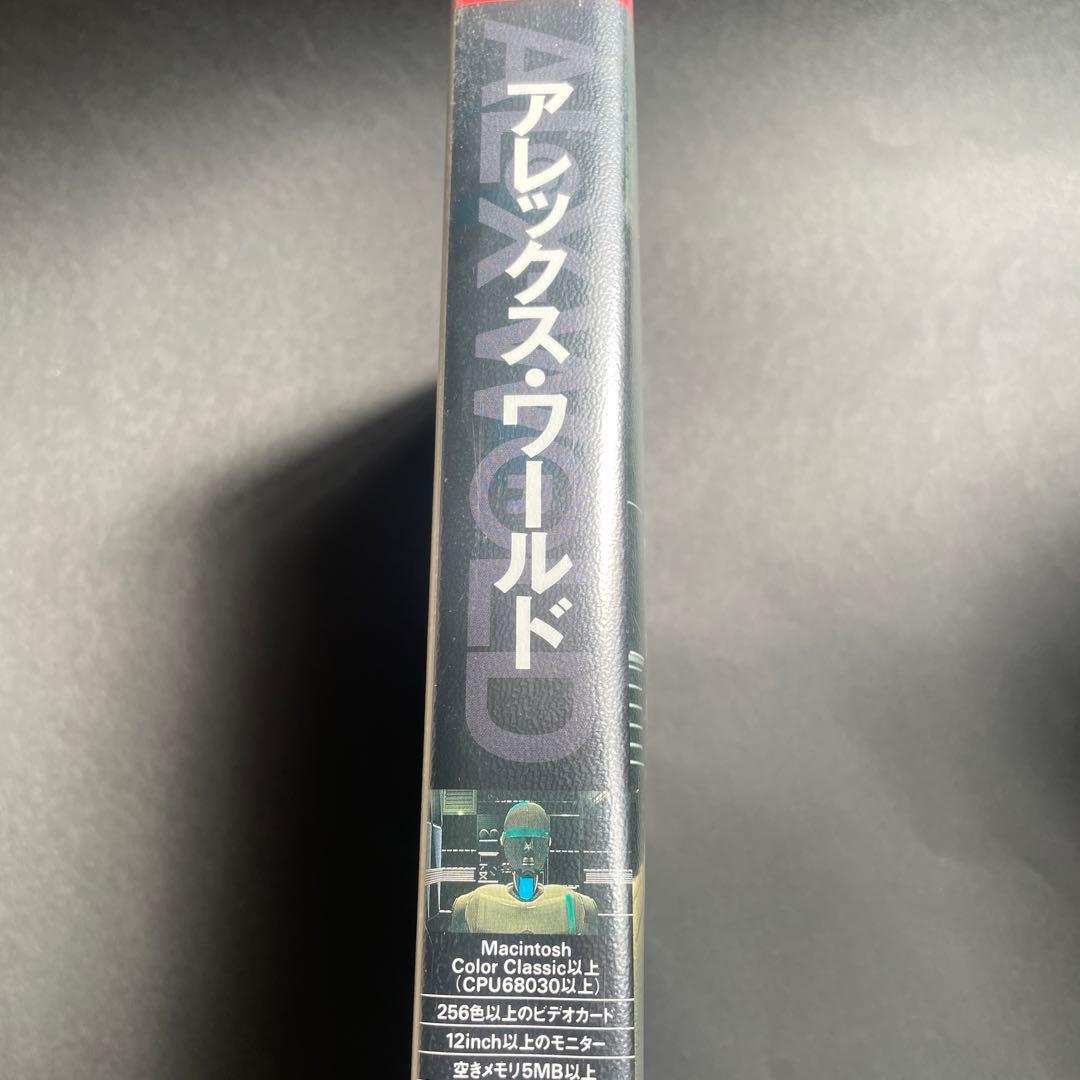 ALEX WORLD
アレックス・ワールド
Macintosh
Color Classic以上
(CPU68030以上)
256色以上のビデオカード
12inch以上のモニター
空きメモリ5MB以上